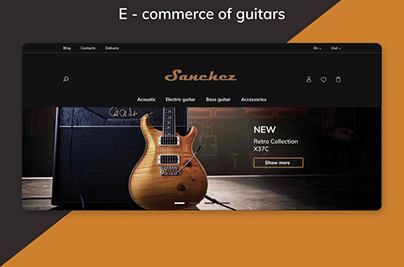 E - commerce of guitars
Blog Contacts Delivery
En
Usd
Sanchez
Acoustic Electric guitar Bass guitar Accessories
NEW
Retro Collection
X37C
Show more